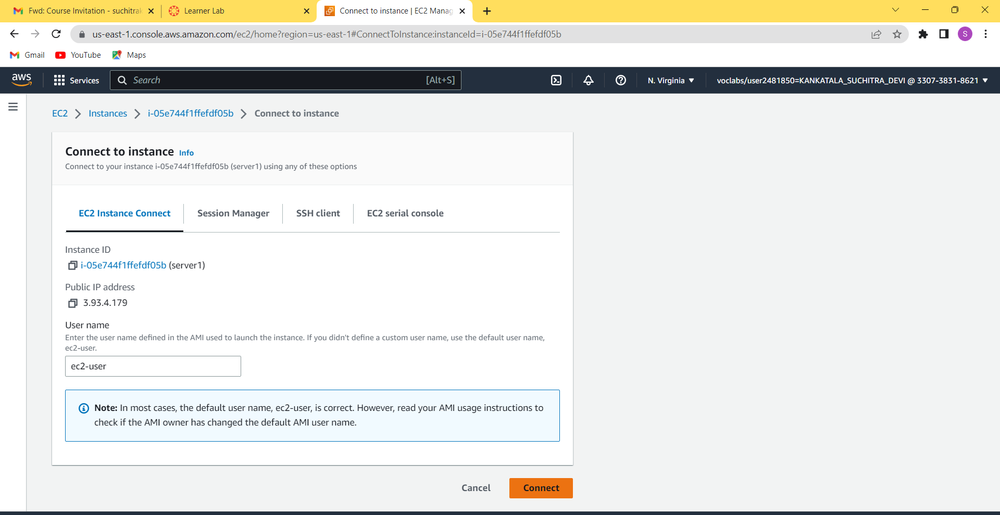 Fwd: Course Invitation - suchitrak
Learner Lab
Connect to instance | EC2 Manag
us-east-1.console.aws.amazon.com/ec2/home?region=us-east-1#ConnectToInstance:instanceId=i-05e744f1ffefdf05b
S
Gmail
YouTube
Maps
aws
Services
Search
[Alt+S]
N. Virginia
voclabs/user2481850=KANKATALA_SUCHITRA_DEVI @ 3307-3831-8621
EC2
Instances
i-05e744f1ffefdf05b
Connect to instance
Connect to instance Info
Connect to your instance i-05e744f1ffefdf05b (server1) using any of these options
EC2 Instance Connect
Session Manager
SSH client
EC2 serial console
Instance ID
i-05e744f1ffefdf05b (server1)
Public IP address
3.93.4.179
User name
Enter the user name defined in the AMI used to launch the instance. If you didn't define a custom user name, use the default user name,
ec2-user.
ec2-user
Note: In most cases, the default user name, ec2-user, is correct. However, read your AMI usage instructions to
check if the AMI owner has changed the default AMI user name.
Cancel
Connect